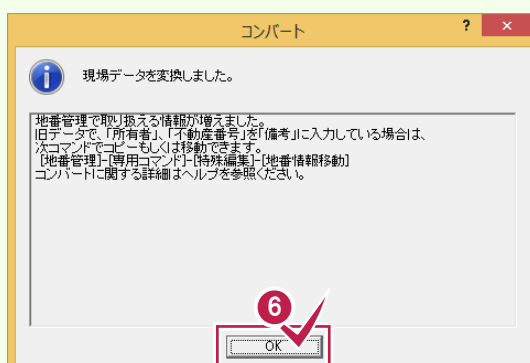 コンバート
? ×
現場データを変換しました。
地番管理で取り扱える情報が増えました。
旧データで、「所有者」、「不動産番号」を「備考」に入力している場合は、
次コマンドでコピーもしくは移動できます。
[地番管理]-[専用コマンド]-[特殊編集]-[地番情報移動]
コンバートに関する詳細はヘルプを参照ください。
6
OK